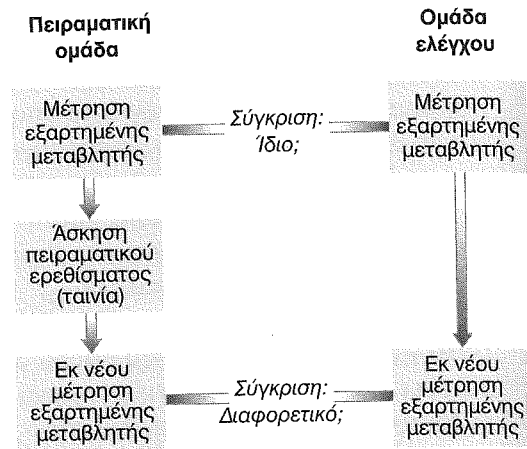 Πειραματική
ομάδα
Ομάδα
ελέγχου
Μέτρηση
εξαρτημένης
μεταβλητής
Σύγκριση:
Ίδιο;
Μέτρηση
εξαρτημένης
μεταβλητής
Άσκηση
πειραματικού
ερεθίσματος
(ταινία)
Εκ νέου
μέτρηση
εξαρτημένης
μεταβλητής
Σύγκριση:
Διαφορετικό;
Εκ νέου
μέτρηση
εξαρτημένης
μεταβλητής